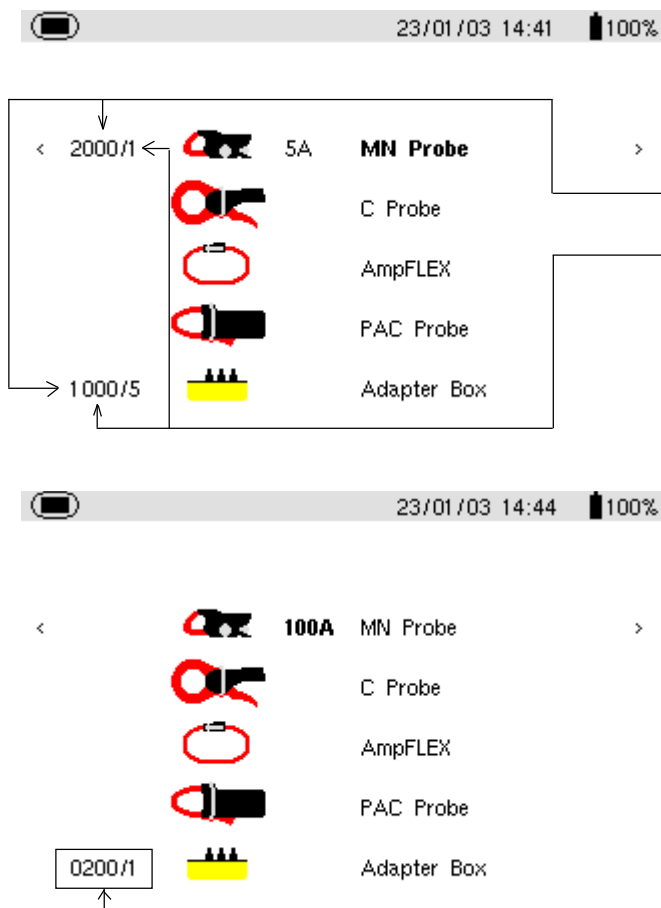 23/01/03 14:41 100%
< 2000/1 5A MN Probe >
C Probe
AmpFLEX
PAC Probe
1000/5 Adapter Box
23/01/03 14:44 100%
< 100A MN Probe >
C Probe
AmpFLEX
PAC Probe
0200/1 Adapter Box